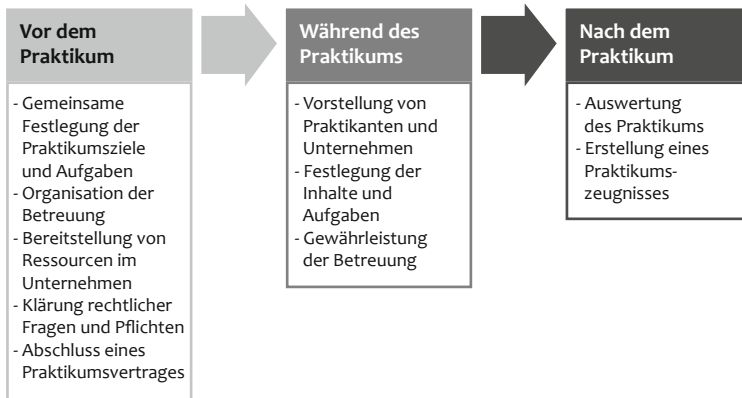 Vor dem
Praktikum
- Gemeinsame
Festlegung der
Praktikumsziele
und Aufgaben
- Organisation der
Betreuung
- Bereitstellung von
Ressourcen im
Unternehmen
- Klärung rechtlicher
Fragen und Pflichten
- Abschluss eines
Praktikumsvertrages
Während des
Praktikums
- Vorstellung von
Praktikanten und
Unternehmen
- Festlegung der
Inhalte und
Aufgaben
- Gewährleistung
der Betreuung
Nach dem
Praktikum
- Auswertung
des Praktikums
- Erstellung eines
Praktikums-
zeugnisses